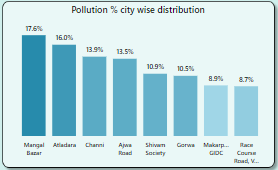 Pollution % city wise distribution
17.6%
16.0%
13.9%
13.5%
10.9%
10.5%
8.9%
8.7%
Mangal
Bazar
Atladara
Channi
Ajwa
Road
Shivam
Society
Gorwa
Makarp...
GIDC
Race
Course
Road, V...